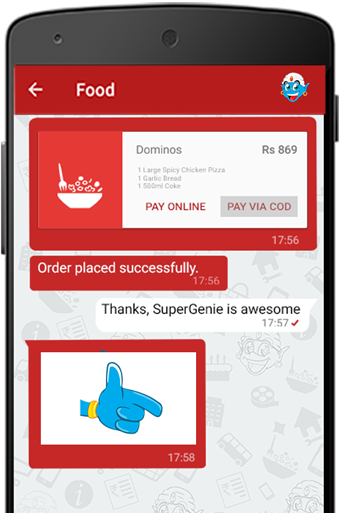 Food
Dominos Rs 869
1 Large Spicy Chicken Pizza
1 Garlic Bread
1 500ml Coke
PAY ONLINE PAY VIA COD
17:56
Order placed successfully.
17:56
Thanks, SuperGenie is awesome
17:57
17:58